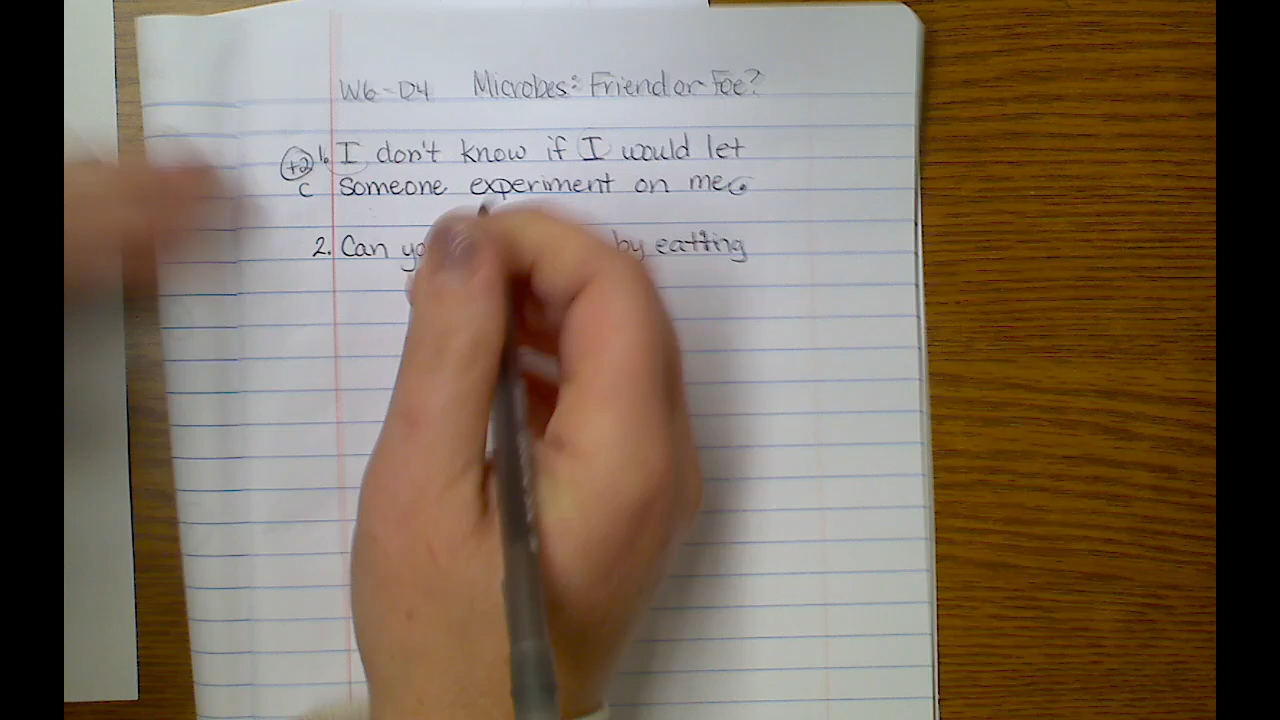 W6-D4 Microbes: Friend or Foe?
+2 1. I don't know if I would let
C someone experiment on me.
2. Can by eatting